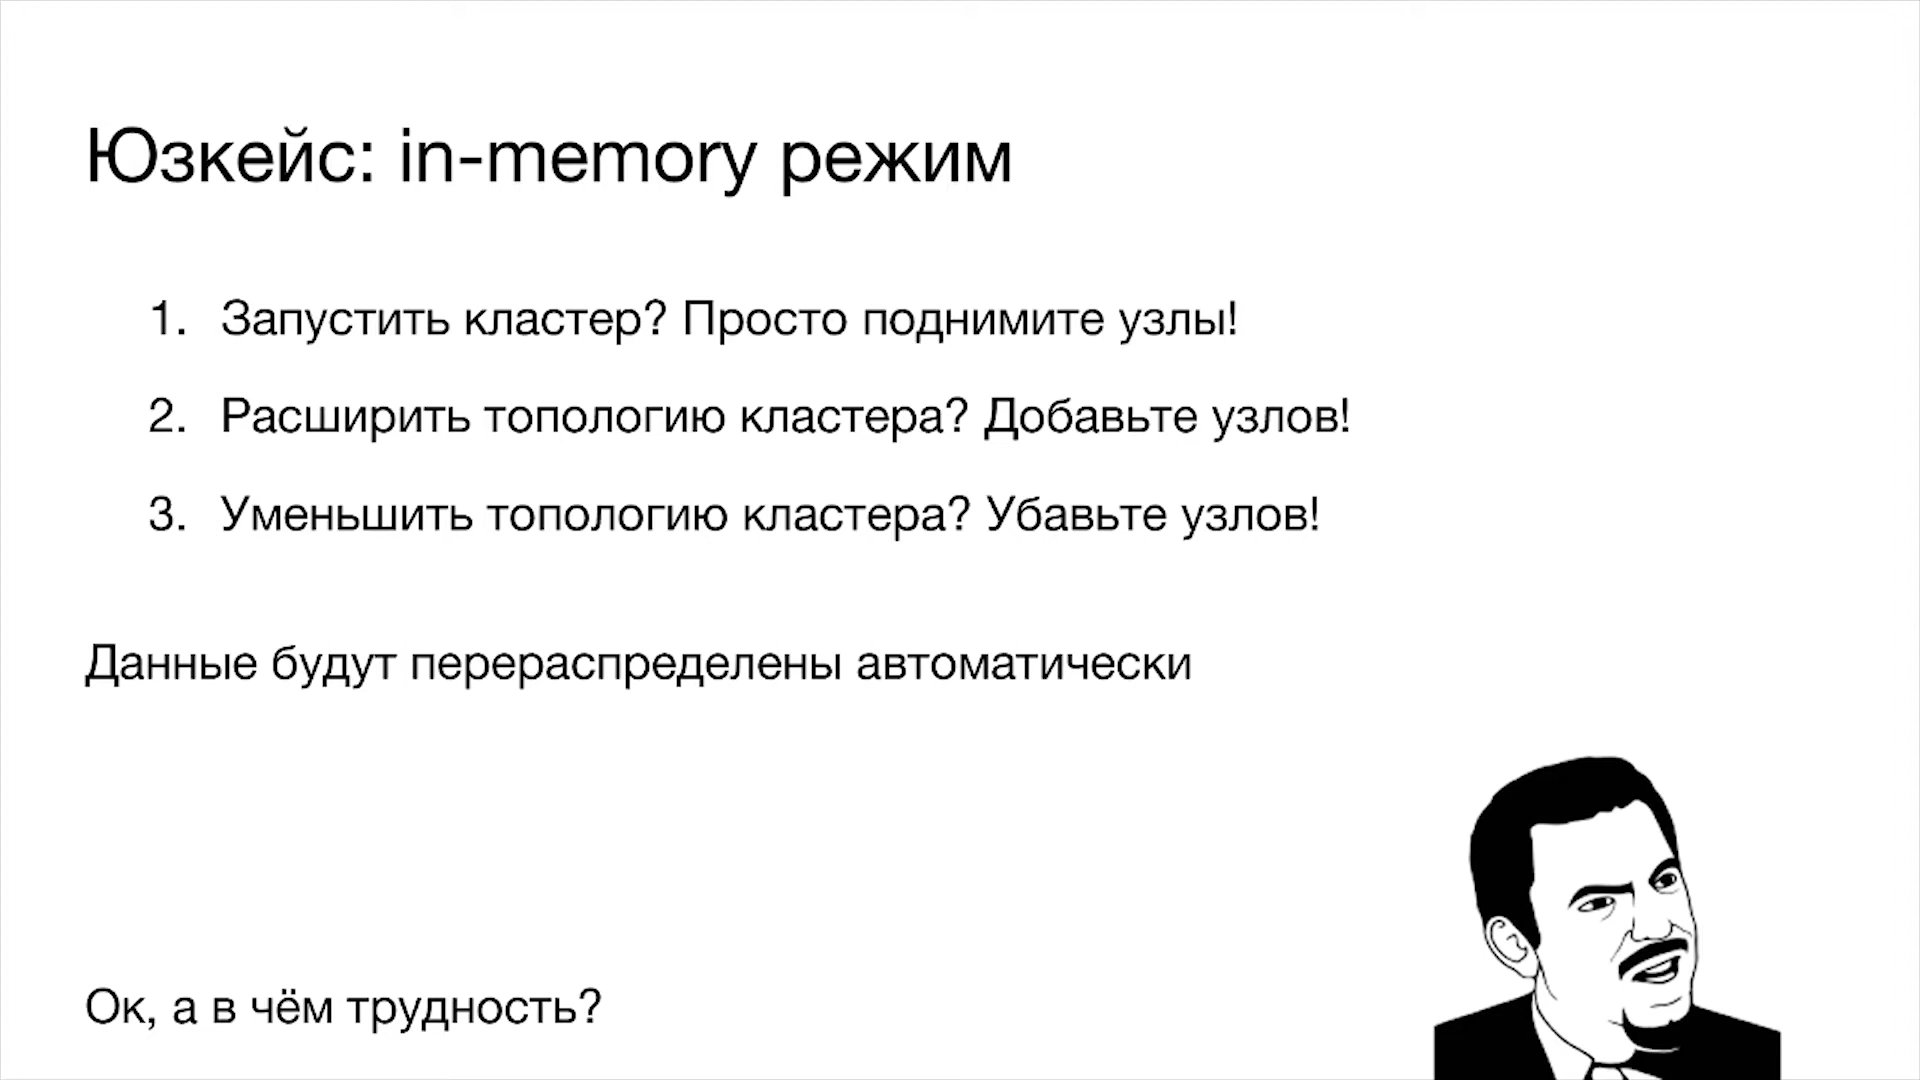 Юзкейс: in-memory режим
1. Запустить кластер? Просто поднимите узлы!
2. Расширить топологию кластера? Добавьте узлов!
3. Уменьшить топологию кластера? Убавьте узлов!
Данные будут перераспределены автоматически
Ок, а в чём трудность?